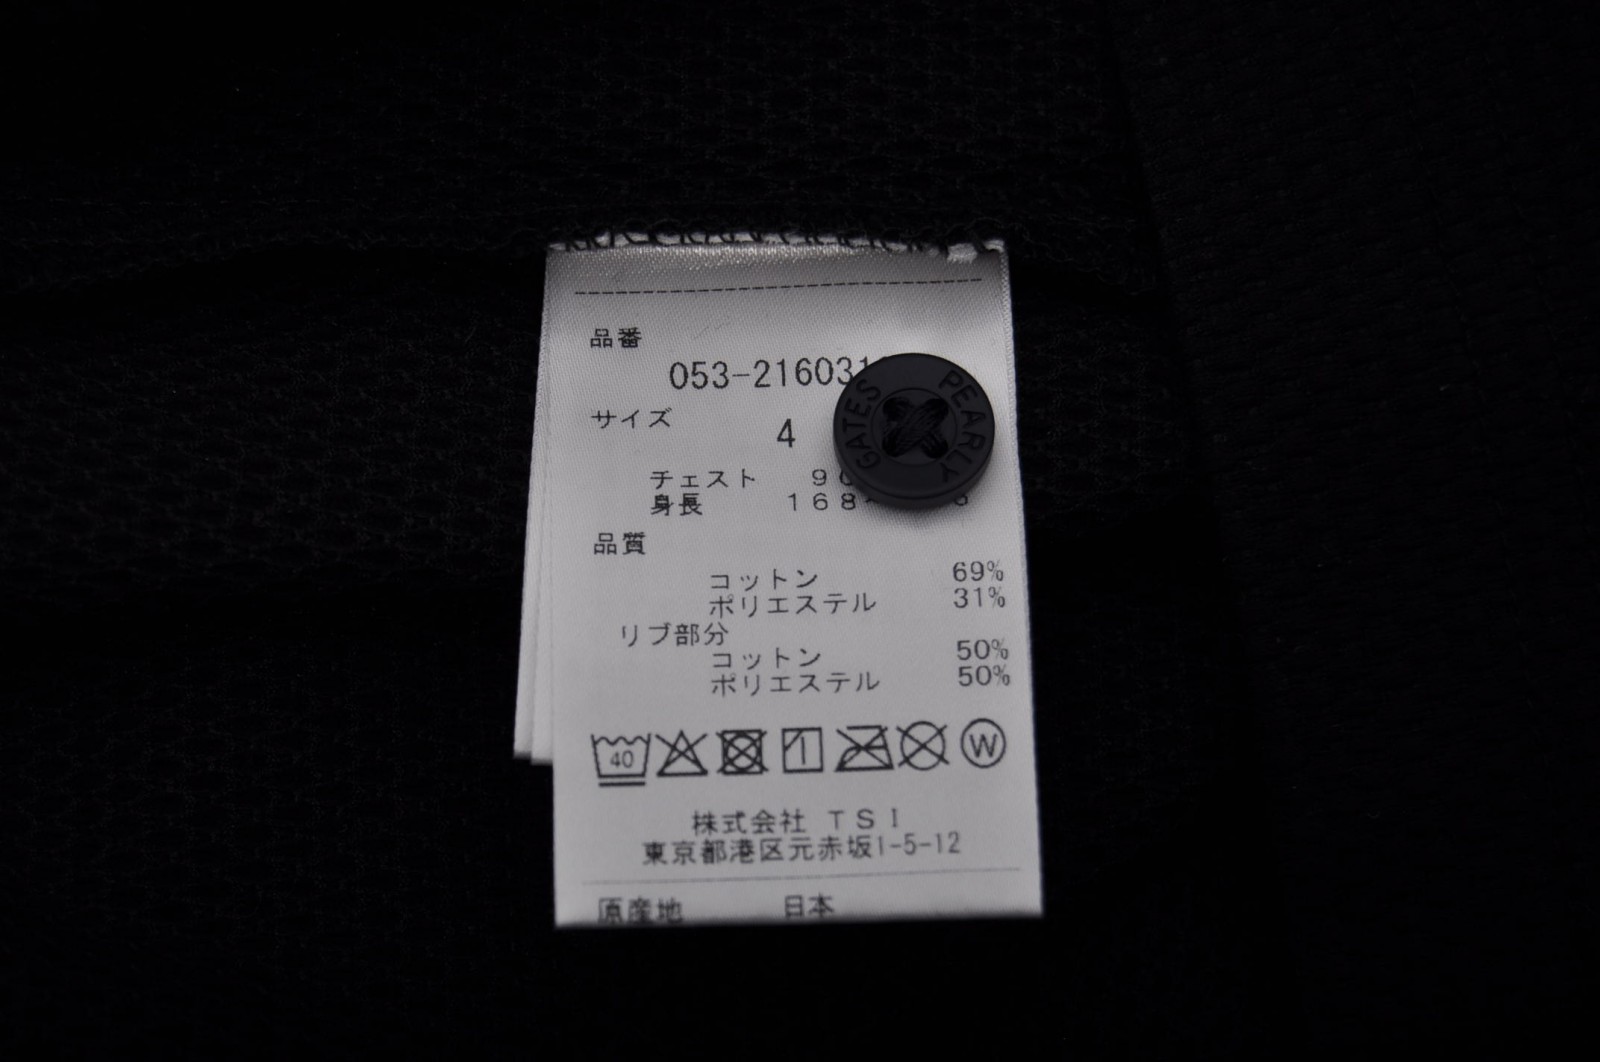 品番
053-216031
PEARLY GATES
サイズ
4
チェスト 9
身長 168
品質
コットン 69%
ポリエステル 31%
リブ部分
コットン 50%
ポリエステル 50%
40
W
株式会社 TSI
東京都港区元赤坂1-5-12
原産地 日本